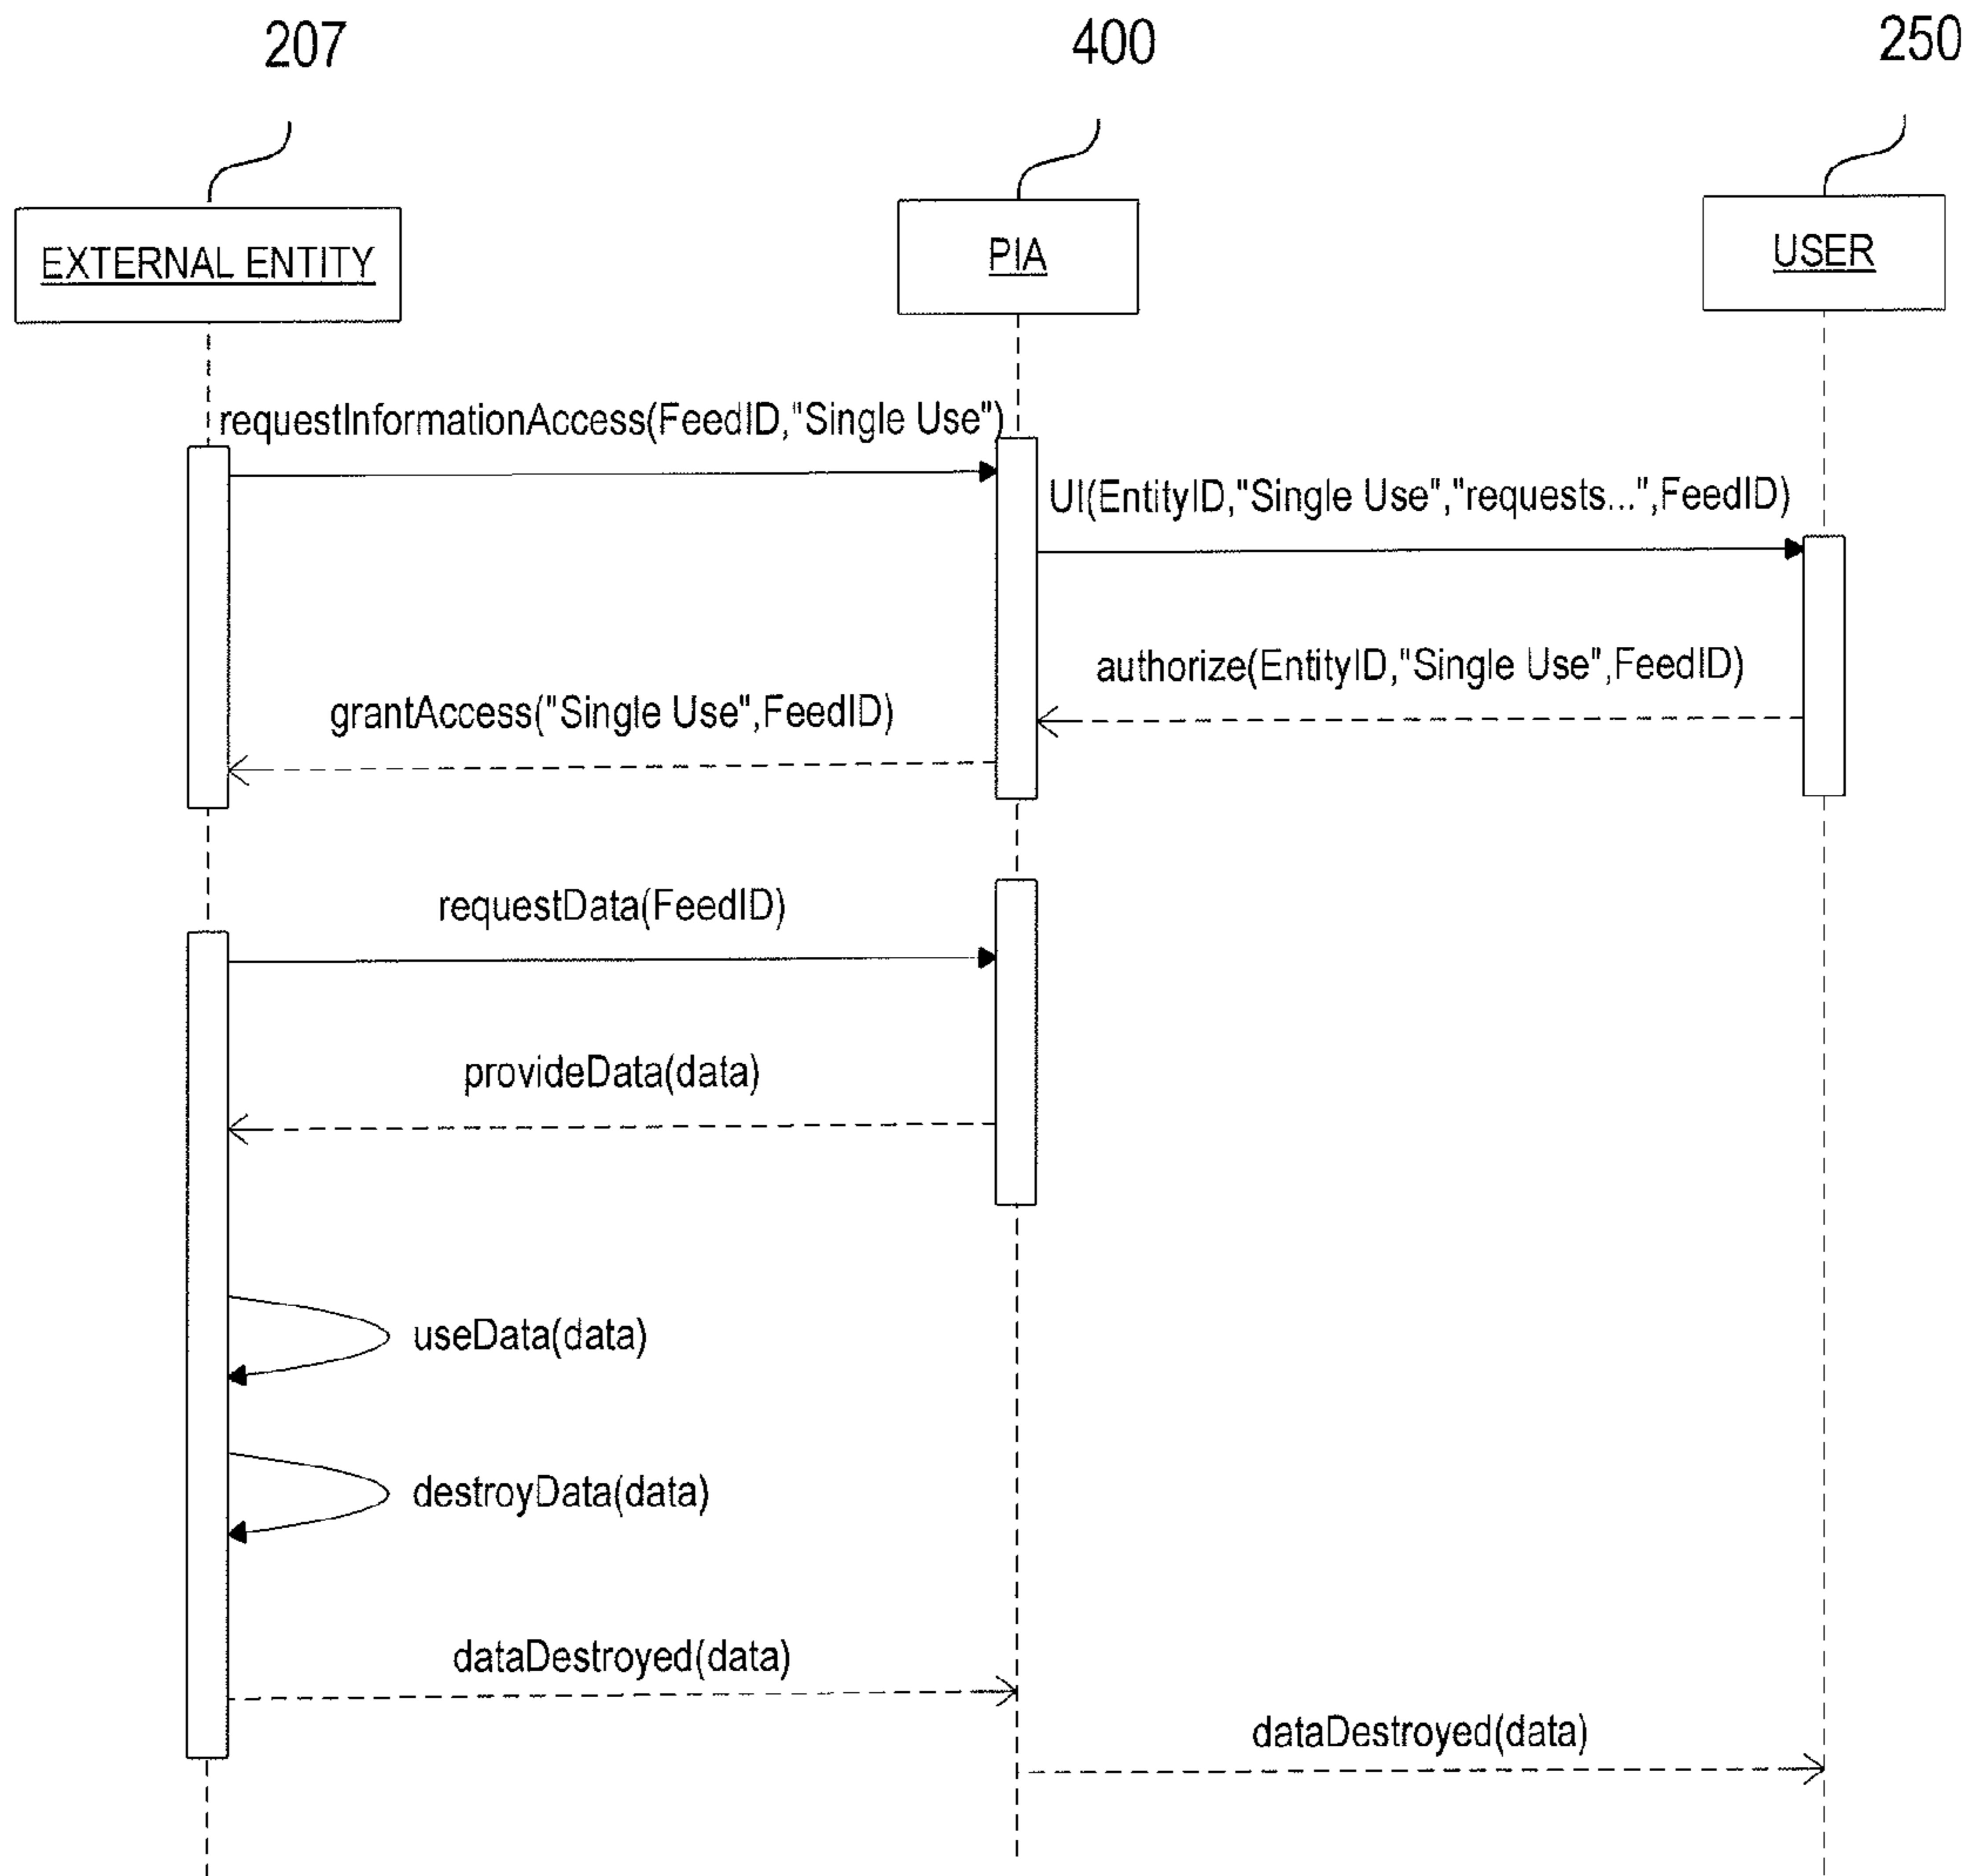 207
400
250
EXTERNAL ENTITY
PIA
USER
requestInformationAccess(FeedID,"Single Use")
UI(EntityID,"Single Use","requests...",FeedID)
authorize(EntityID,"Single Use",FeedID)
grantAccess("Single Use",FeedID)
requestData(FeedID)
provideData(data)
useData(data)
destroyData(data)
dataDestroyed(data)
dataDestroyed(data)